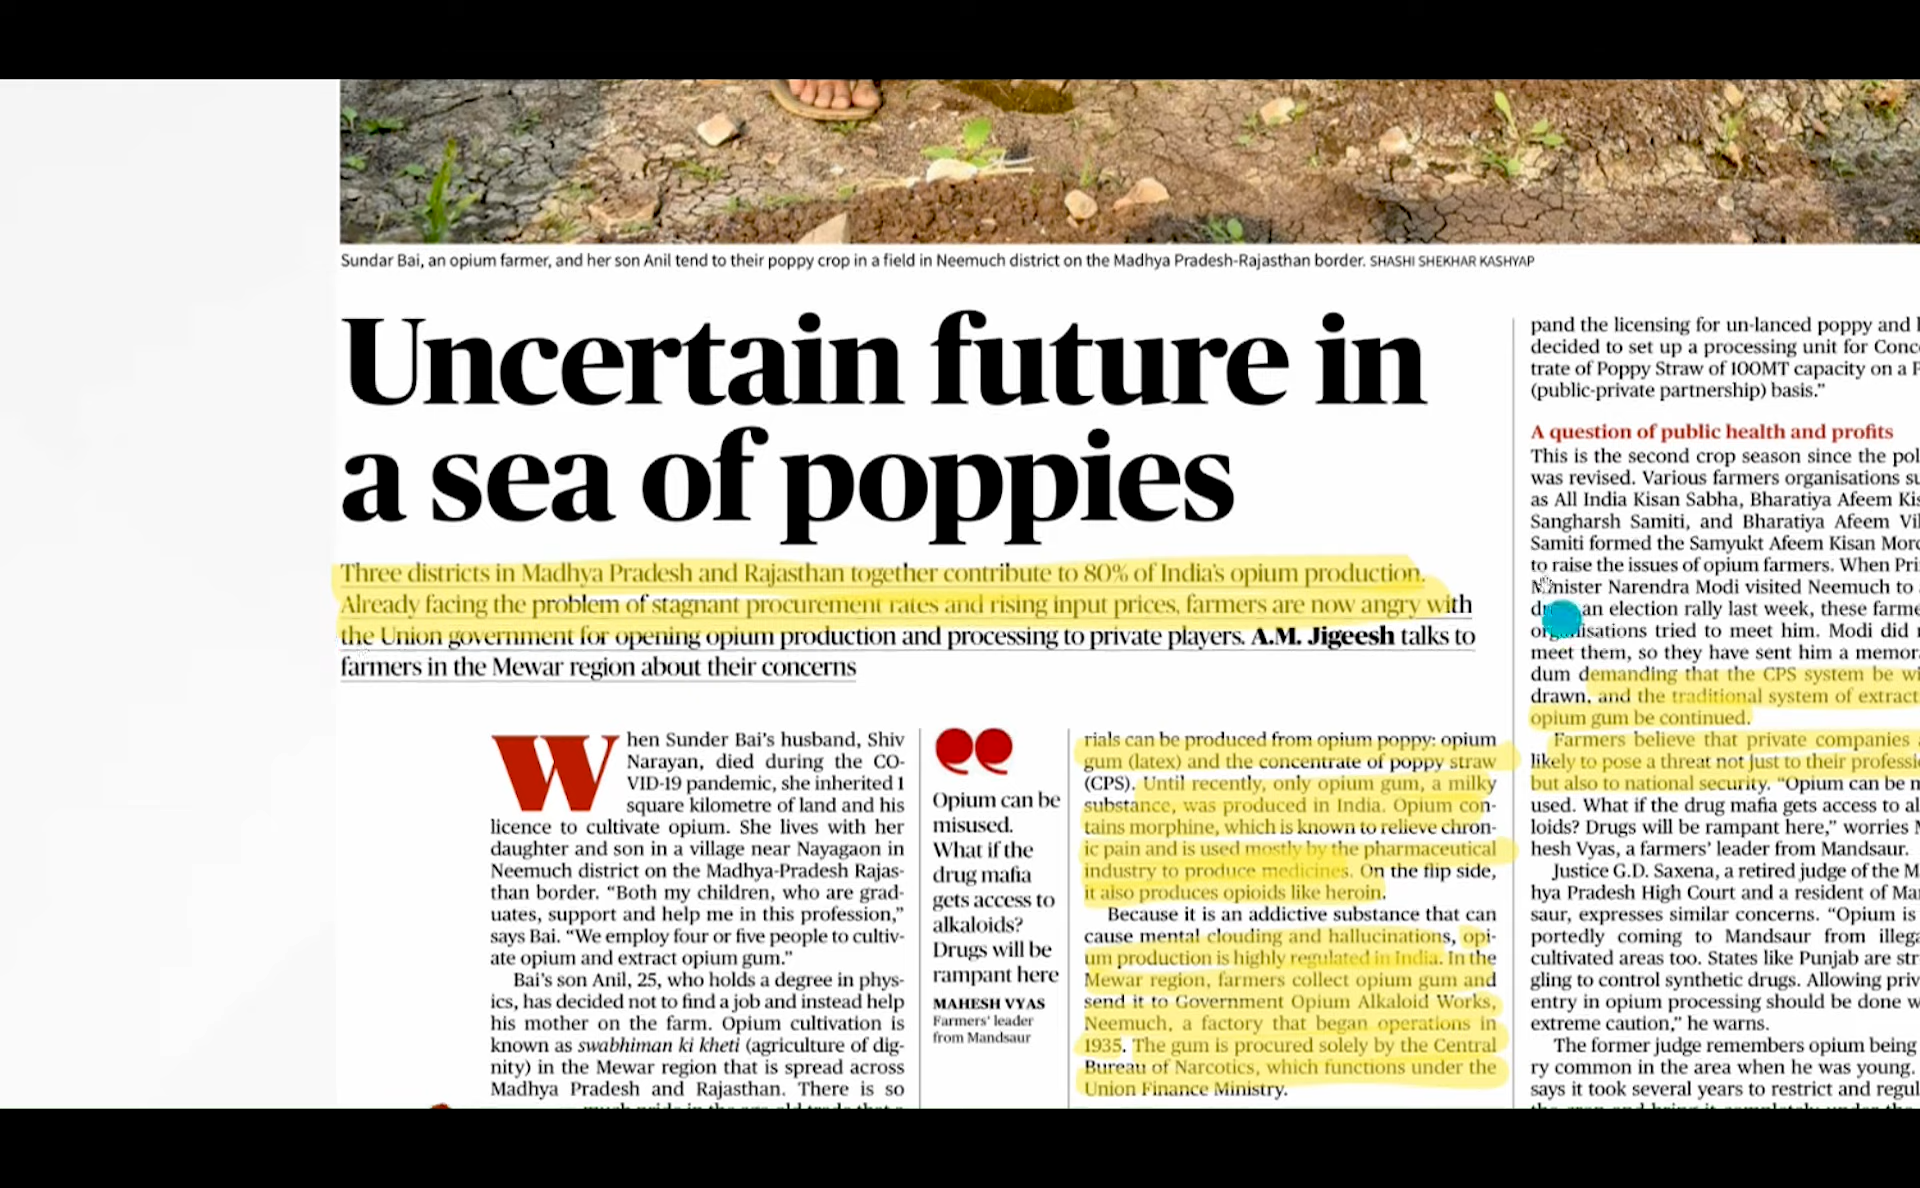 Sundar Bai, an opium farmer, and her son Anil tend to their poppy crop in a field in Neemuch district on the Madhya Pradesh-Rajasthan border. SHASHI SHEKHAR KASHYAP
Uncertain future in
a sea of poppies
Three districts in Madhya Pradesh and Rajasthan together contribute to 80% of India's opium production.
Already facing the problem of stagnant procurement rates and rising input prices, farmers are now angry with
the Union government for opening opium production and processing to private players. A.M. Jigeesh talks to
farmers in the Mewar region about their concerns
When Sunder Bai's husband, Shiv
Narayan, died during the CO-
VID-19 pandemic, she inherited 1
square kilometre of land and his
licence to cultivate opium. She lives with her
daughter and son in a village near Nayagaon in
Neemuch district on the Madhya-Pradesh Rajas-
than border. “Both my children, who are grad-
uates, support and help me in this profession,”
says Bai. “We employ four or five people to cultiv-
ate opium and extract opium gum.”
Bai's son Anil, 25, who holds a degree in phys-
ics, has decided not to find a job and instead help
his mother on the farm. Opium cultivation is
known as swabhiman ki kheti (agriculture of dig-
nity) in the Mewar region that is spread across
Madhya Pradesh and Rajasthan. There is so
Opium can be
misused.
What if the
drug mafia
gets access to
alkaloids?
Drugs will be
rampant here
MAHESH VYAS
Farmers' leader
from Mandsaur
rials can be produced from opium poppy: opium
gum (latex) and the concentrate of poppy straw
(CPS). Until recently, only opium gum, a milky
substance, was produced in India. Opium con-
tains morphine, which is known to relieve chron-
ic pain and is used mostly by the pharmaceutical
industry to produce medicines. On the flip side,
it also produces opioids like heroin.
Because it is an addictive substance that can
cause mental clouding and hallucinations, opi-
um production is highly regulated in India. In the
Mewar region, farmers collect opium gum and
send it to Government Opium Alkaloid Works,
Neemuch, a factory that began operations in
1935. The gum is procured solely by the Central
Bureau of Narcotics, which functions under the
Union Finance Ministry.
pand the licensing for un-lanced poppy and
decided to set up a processing unit for Conc
trate of Poppy Straw of 100MT capacity on a P
(public-private partnership) basis.”
A question of public health and profits
This is the second crop season since the pol
was revised. Various farmers organisations su
as All India Kisan Sabha, Bharatiya Afeem Kis
Sangharsh Samiti, and Bharatiya Afeem Vi
Samiti formed the Samyukt Afeem Kisan Morc
to raise the issues of opium farmers. When Pri
Minister Narendra Modi visited Neemuch to
an election rally last week, these farme
organisations tried to meet him. Modi did
meet them, so they have sent him a memor
dum demanding that the CPS system be wi
drawn, and the traditional system of extract
opium gum be continued.
Farmers believe that private companies
likely to pose a threat not just to their professi
but also to national security. “Opium can be m
used. What if the drug mafia gets access to al
loids? Drugs will be rampant here,” worries M
hesh Vyas, a farmers' leader from Mandsaur.
Justice G.D. Saxena, a retired judge of the M
hya Pradesh High Court and a resident of Man
saur, expresses similar concerns. “Opium is
portedly coming to Mandsaur from illega
cultivated areas too. States like Punjab are str
gling to control synthetic drugs. Allowing priv
entry in opium processing should be done w
extreme caution,” he warns.
The former judge remembers opium being
ry common in the area when he was young.
says it took several years to restrict and regul